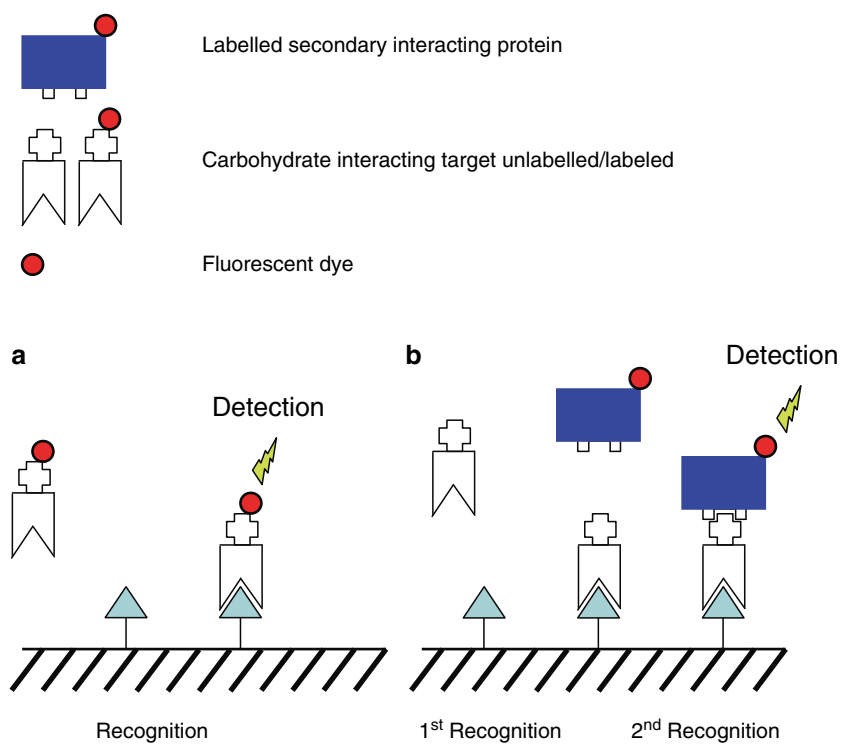 Labelled secondary interacting protein
Carbohydrate interacting target unlabelled/labeled
Fluorescent dye
a
Detection
Recognition
b
Detection
1st Recognition
2nd Recognition